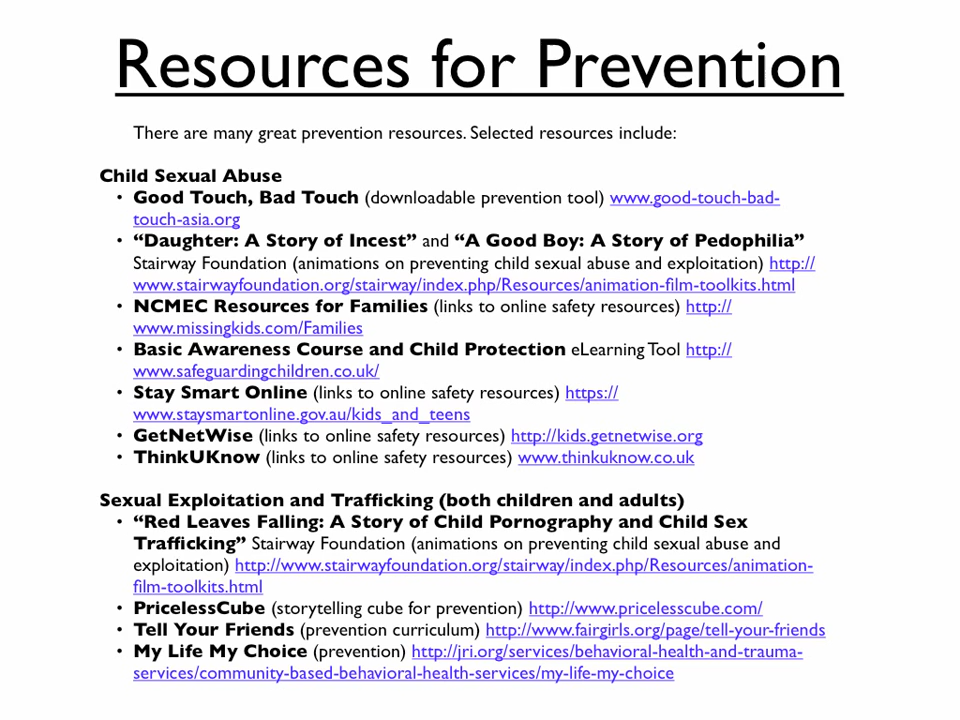 Resources for Prevention
There are many great prevention resources. Selected resources include:
Child Sexual Abuse
• Good Touch, Bad Touch (downloadable prevention tool) www.good-touch-bad-
touch-asia.org
• “Daughter: A Story of Incest” and “A Good Boy: A Story of Pedophilia”
Stairway Foundation (animations on preventing child sexual abuse and exploitation) http://
www.stairwayfoundation.org/stairway/index.php/Resources/animation-film-toolkits.html
• NCMEC Resources for Families (links to online safety resources) http://
www.missingkids.com/Families
• Basic Awareness Course and Child Protection eLearning Tool http://
www.safeguardingchildren.co.uk/
• Stay Smart Online (links to online safety resources) https://
www.staysmartonline.gov.au/kids_and_teens
• GetNetWise (links to online safety resources) http://kids.getnetwise.org
• ThinkUKnow (links to online safety resources) www.thinkuknow.co.uk
Sexual Exploitation and Trafficking (both children and adults)
• “Red Leaves Falling: A Story of Child Pornography and Child Sex
Trafficking” Stairway Foundation (animations on preventing child sexual abuse and
exploitation) http://www.stairwayfoundation.org/stairway/index.php/Resources/animation-
film-toolkits.html
• PricelessCube (storytelling cube for prevention) http://www.pricelesscube.com/
• Tell Your Friends (prevention curriculum) http://www.fairgirls.org/page/tell-your-friends
• My Life My Choice (prevention) http://jri.org/services/behavioral-health-and-trauma-
services/community-based-behavioral-health-services/my-life-my-choice